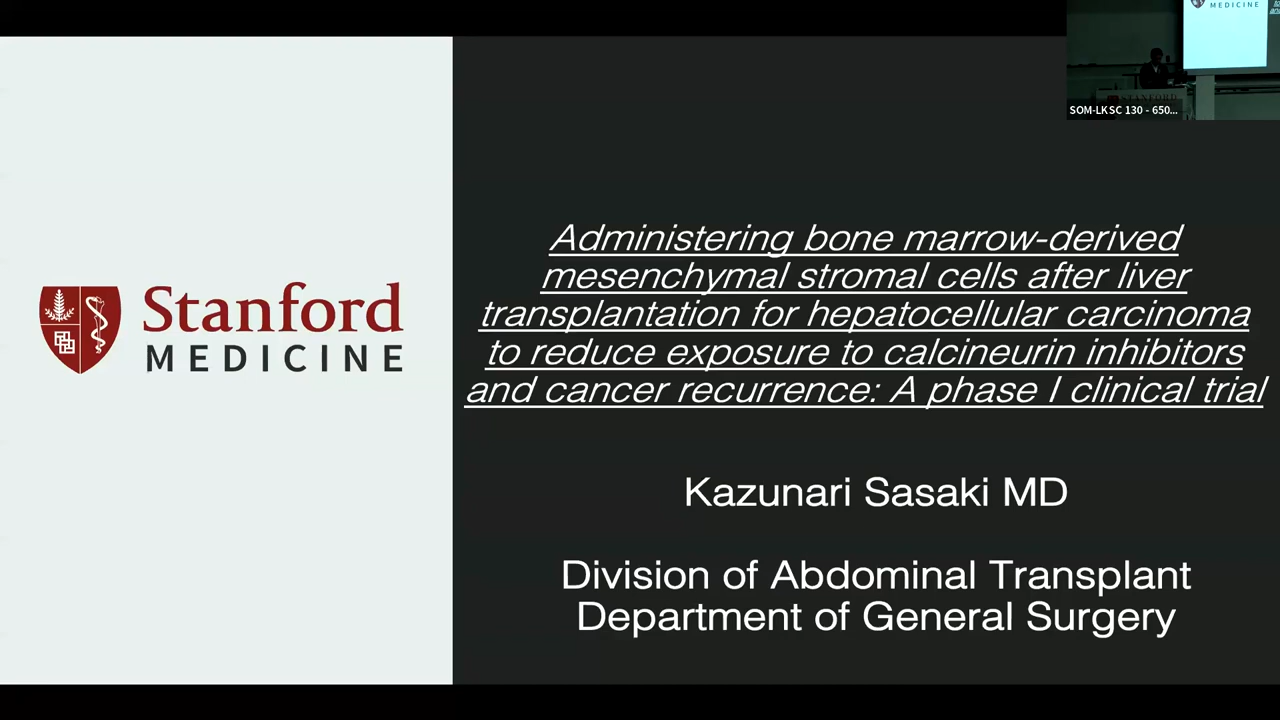 MEDICINE
SOM-LKSC 130 - 650...
Administering bone marrow-derived
mesenchymal stromal cells after liver
transplantation for hepatocellular carcinoma
to reduce exposure to calcineurin inhibitors
and cancer recurrence: A phase I clinical trial
Stanford
MEDICINE
Kazunari Sasaki MD
Division of Abdominal Transplant
Department of General Surgery